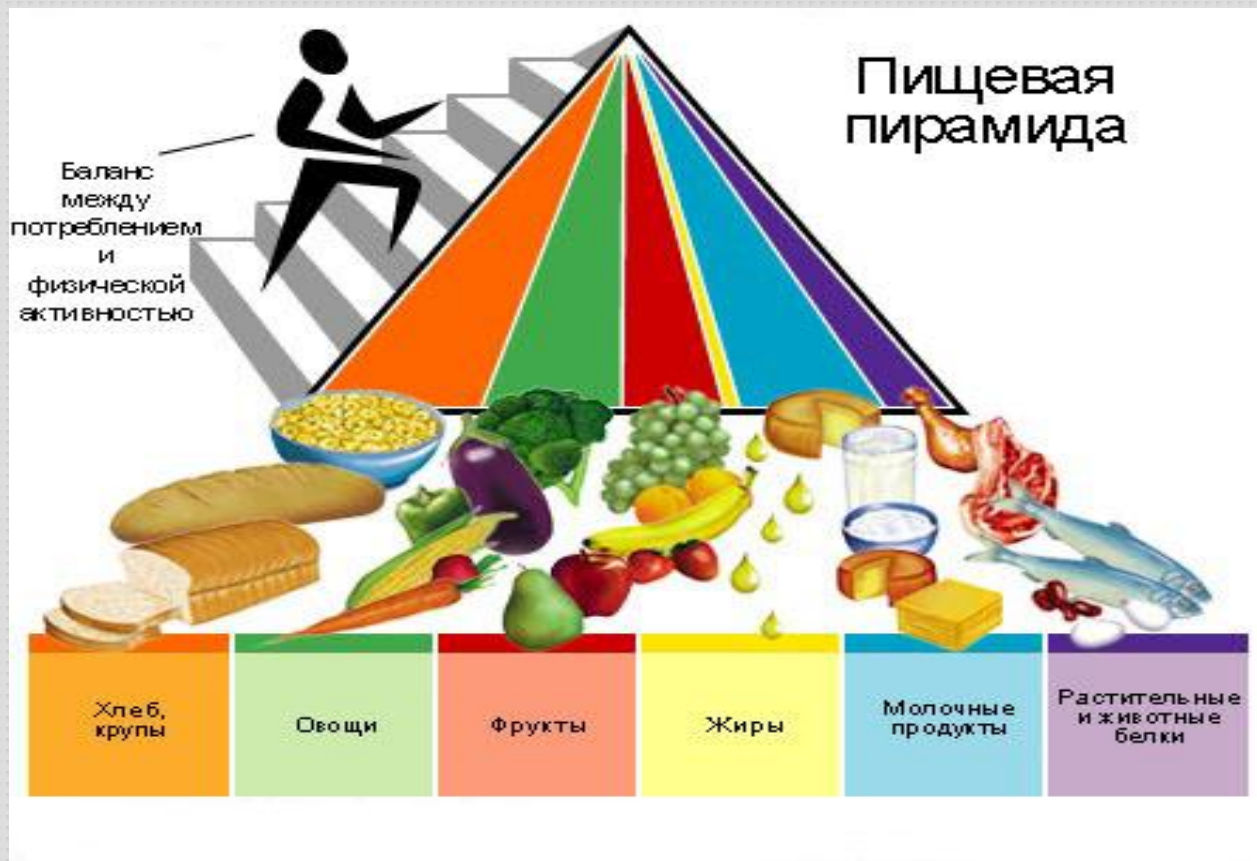 Пищевая
пирамида
Баланс
между
потреблением
и
физической
активностью
Хлеб,
крупы
Овощи
Фрукты
Жиры
Молочные
продукты
Растительные
и животные
белки